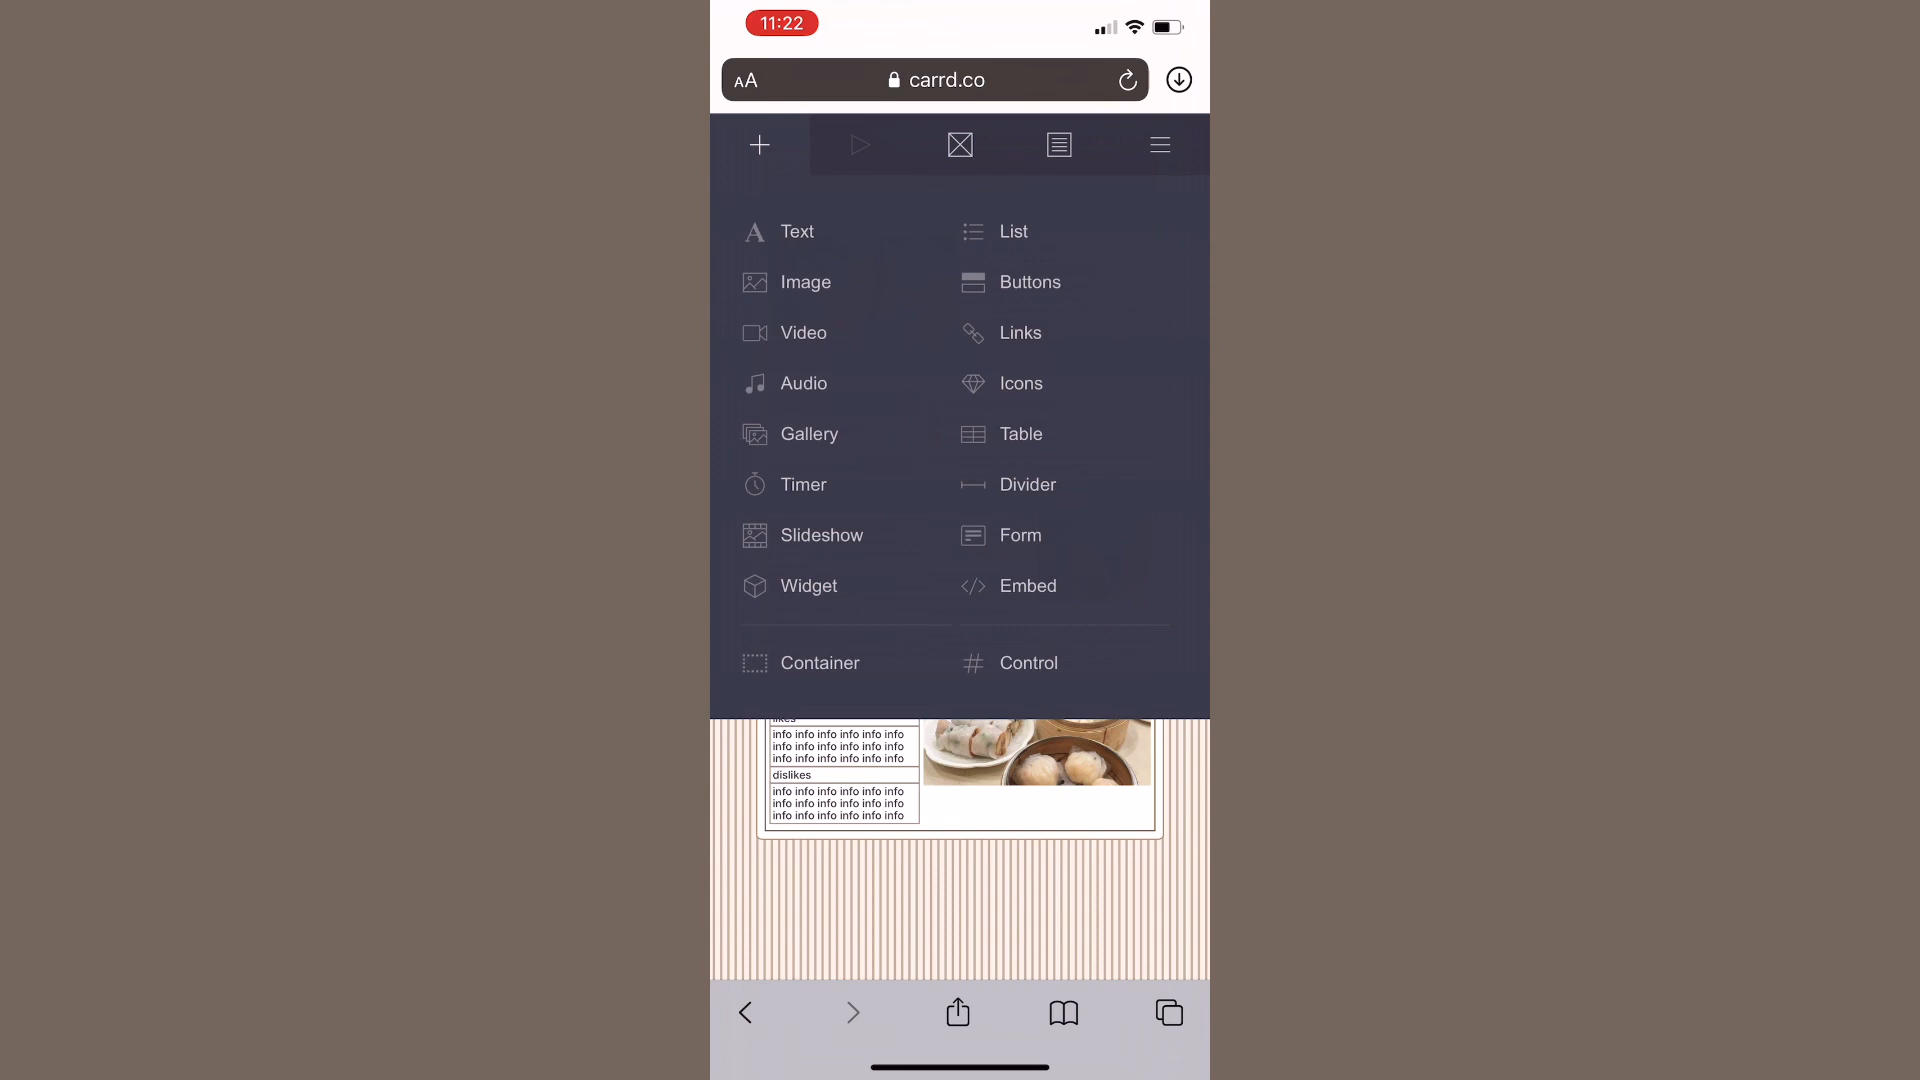 11:22
AA carrd.co
Text
List
Image
Buttons
Video
Links
Audio
Icons
Gallery
Table
Timer
Divider
Slideshow
Form
Widget
Embed
Container
Control
likes
info info info info info info
info info info info info info
info info info info info info
dislikes
info info info info info info
info info info info info info
info info info info info info